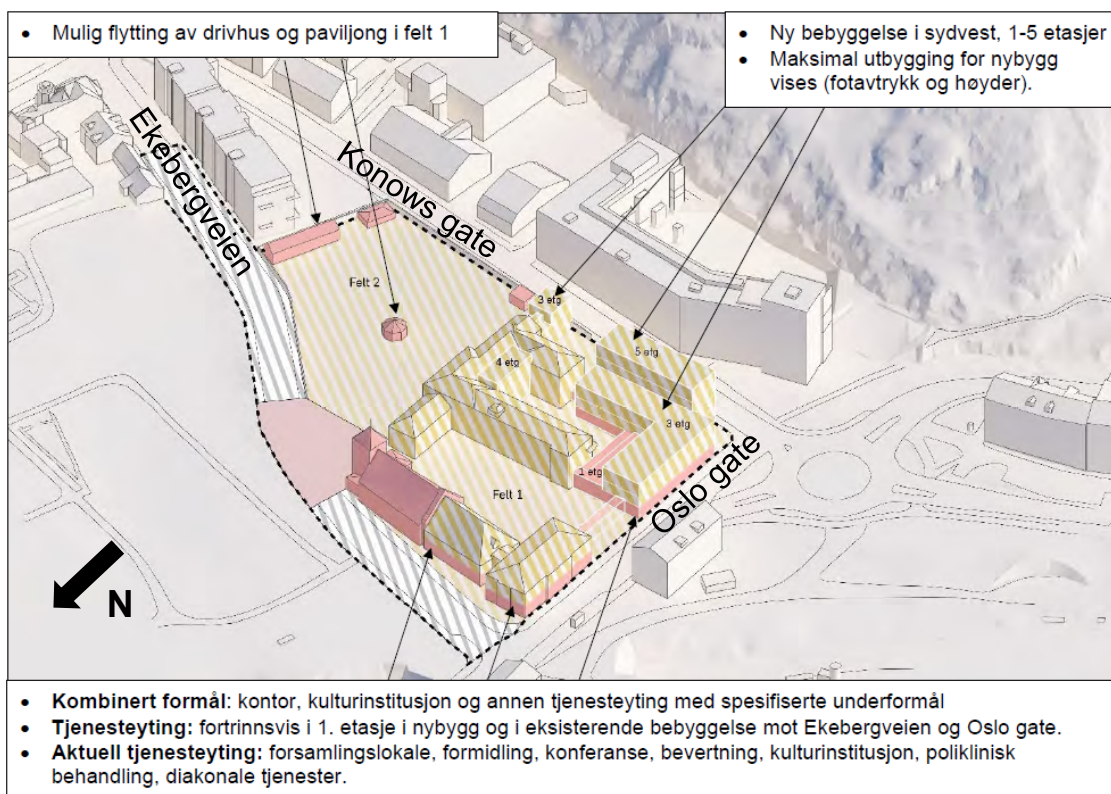 • Mulig flytting av drivhus og paviljong i felt 1
• Ny bebyggelse i sydvest, 1-5 etasjer
• Maksimal utbygging for nybygg
vises (fotavtrykk og høyder).
Ekebergveien
Konows gate
Felt 2
3 etg
4 etg
5 etg
3 etg
1 etg
Felt 1
Oslo gate
N
• Kombinert formål: kontor, kulturinstitusjon og annen tjenesteyting med spesifiserte underformål
• Tjenesteyting: fortrinnsvis i 1. etasje i nybygg og i eksisterende bebyggelse mot Ekebergveien og Oslo gate.
• Aktuell tjenesteyting: forsamlingslokale, formidling, konferanse, bevertning, kulturinstitusjon, poliklinisk
behandling, diakonale tjenester.